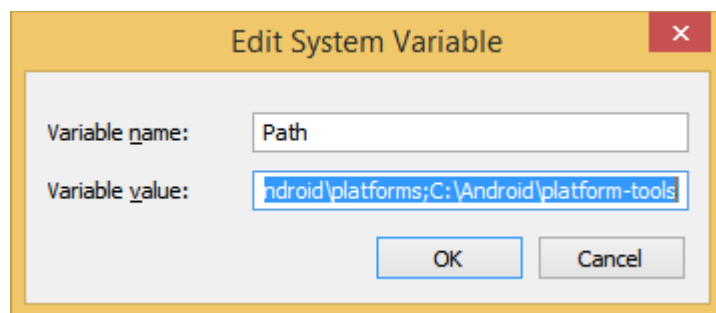 Edit System Variable
Variable name: Path
Variable value: ndroid\platforms;C:\Android\platform-tools
OK Cancel